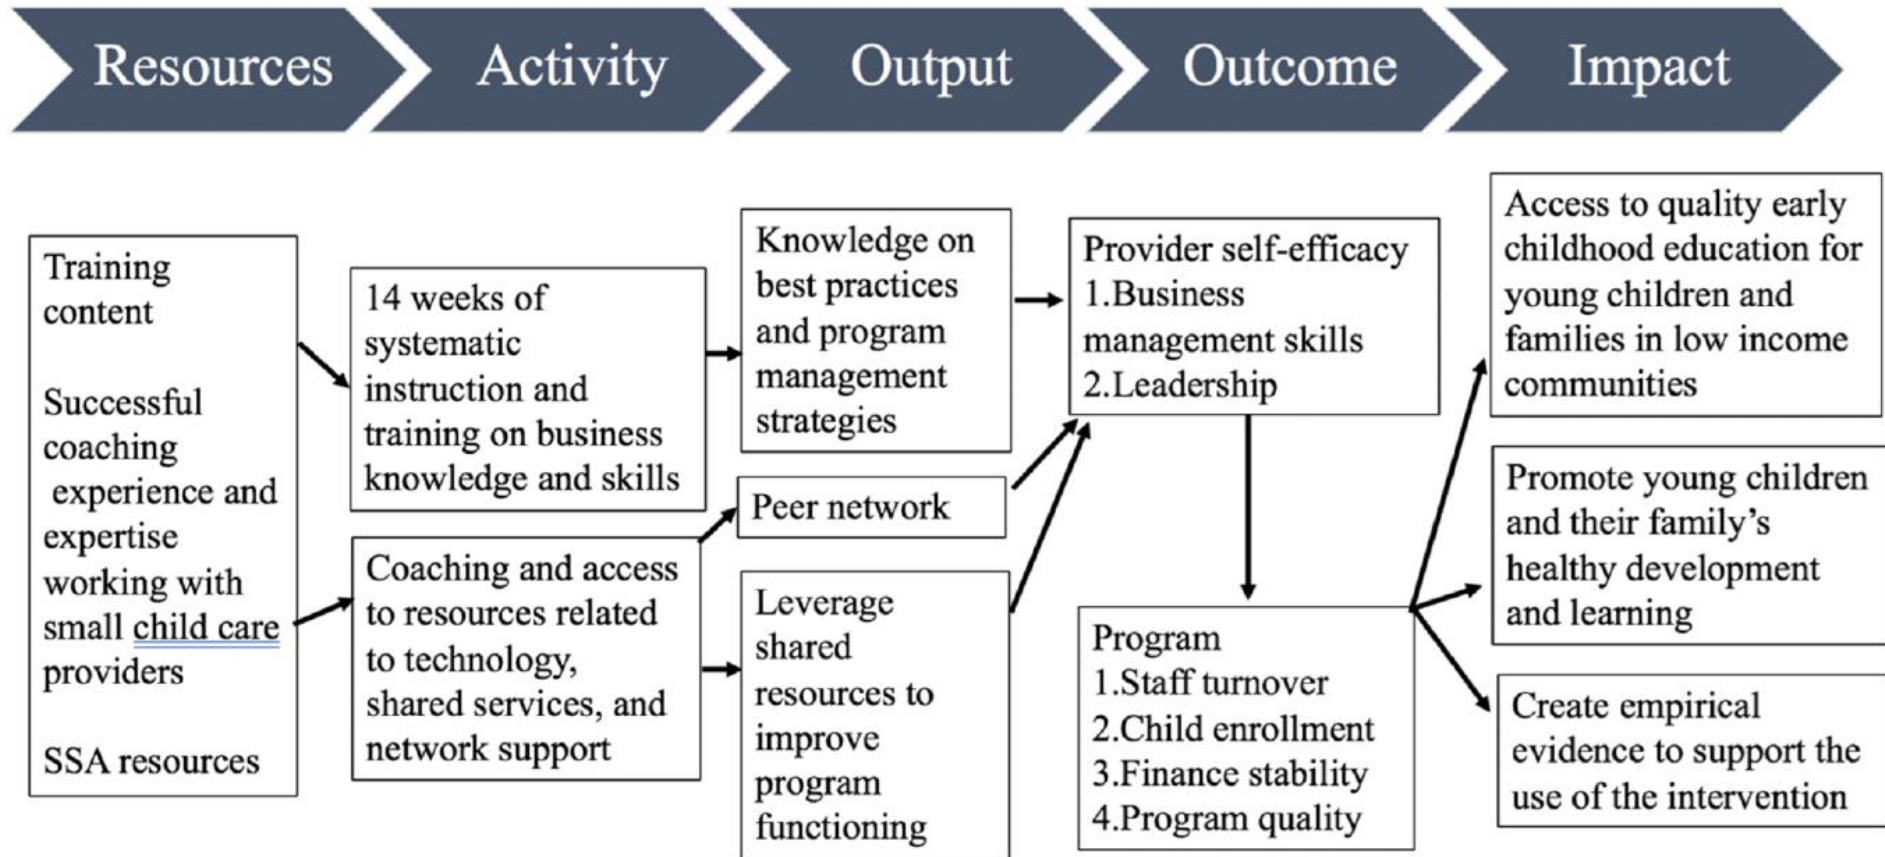 Resources
Activity
Output
Outcome
Impact
Training
content
Successful
coaching
experience and
expertise
working with
small child care
providers
SSA resources
14 weeks of
systematic
instruction and
training on business
knowledge and skills
Coaching and access
to resources related
to technology,
shared services, and
network support
Knowledge on
best practices
and program
management
strategies
Peer network
Leverage
shared
resources to
improve
program
functioning
Provider self-efficacy
1.Business
management skills
2.Leadership
Program
1.Staff turnover
2.Child enrollment
3.Finance stability
4.Program quality
Access to quality early
childhood education for
young children and
families in low income
communities
Promote young children
and their family’s
healthy development
and learning
Create empirical
evidence to support the
use of the intervention